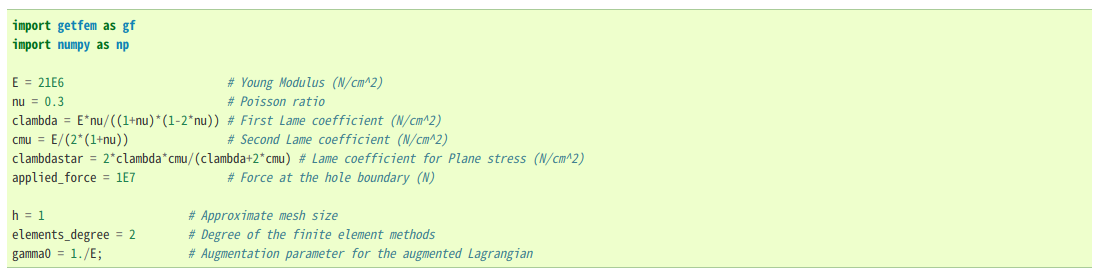 import getfem as gf
import numpy as np
E = 21E6 # Young Modulus (N/cm^2)
nu = 0.3 # Poisson ratio
clambda = E*nu/((1+nu)*(1-2*nu)) # First Lame coefficient (N/cm^2)
cmu = E/(2*(1+nu)) # Second Lame coefficient (N/cm^2)
clambdastar = 2*clambda*cmu/(clambda+2*cmu) # Lame coefficient for Plane stress (N/cm^2)
applied_force = 1E7 # Force at the hole boundary (N)
h = 1 # Approximate mesh size
elements_degree = 2 # Degree of the finite element methods
gamma0 = 1./E; # Augmentation parameter for the augmented Lagrangian